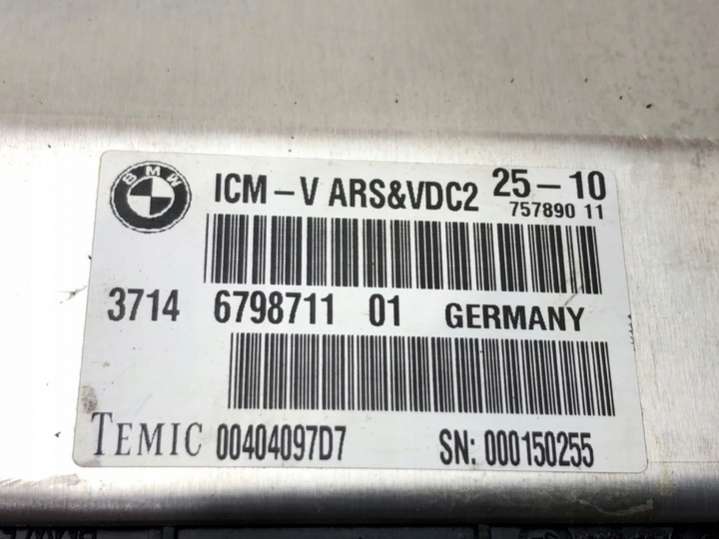 BMW
ICM-V ARS&VDC2 25-10
757890 11
3714 6798711 01 GERMANY
TEMIC 00404097D7 SN: 000150255